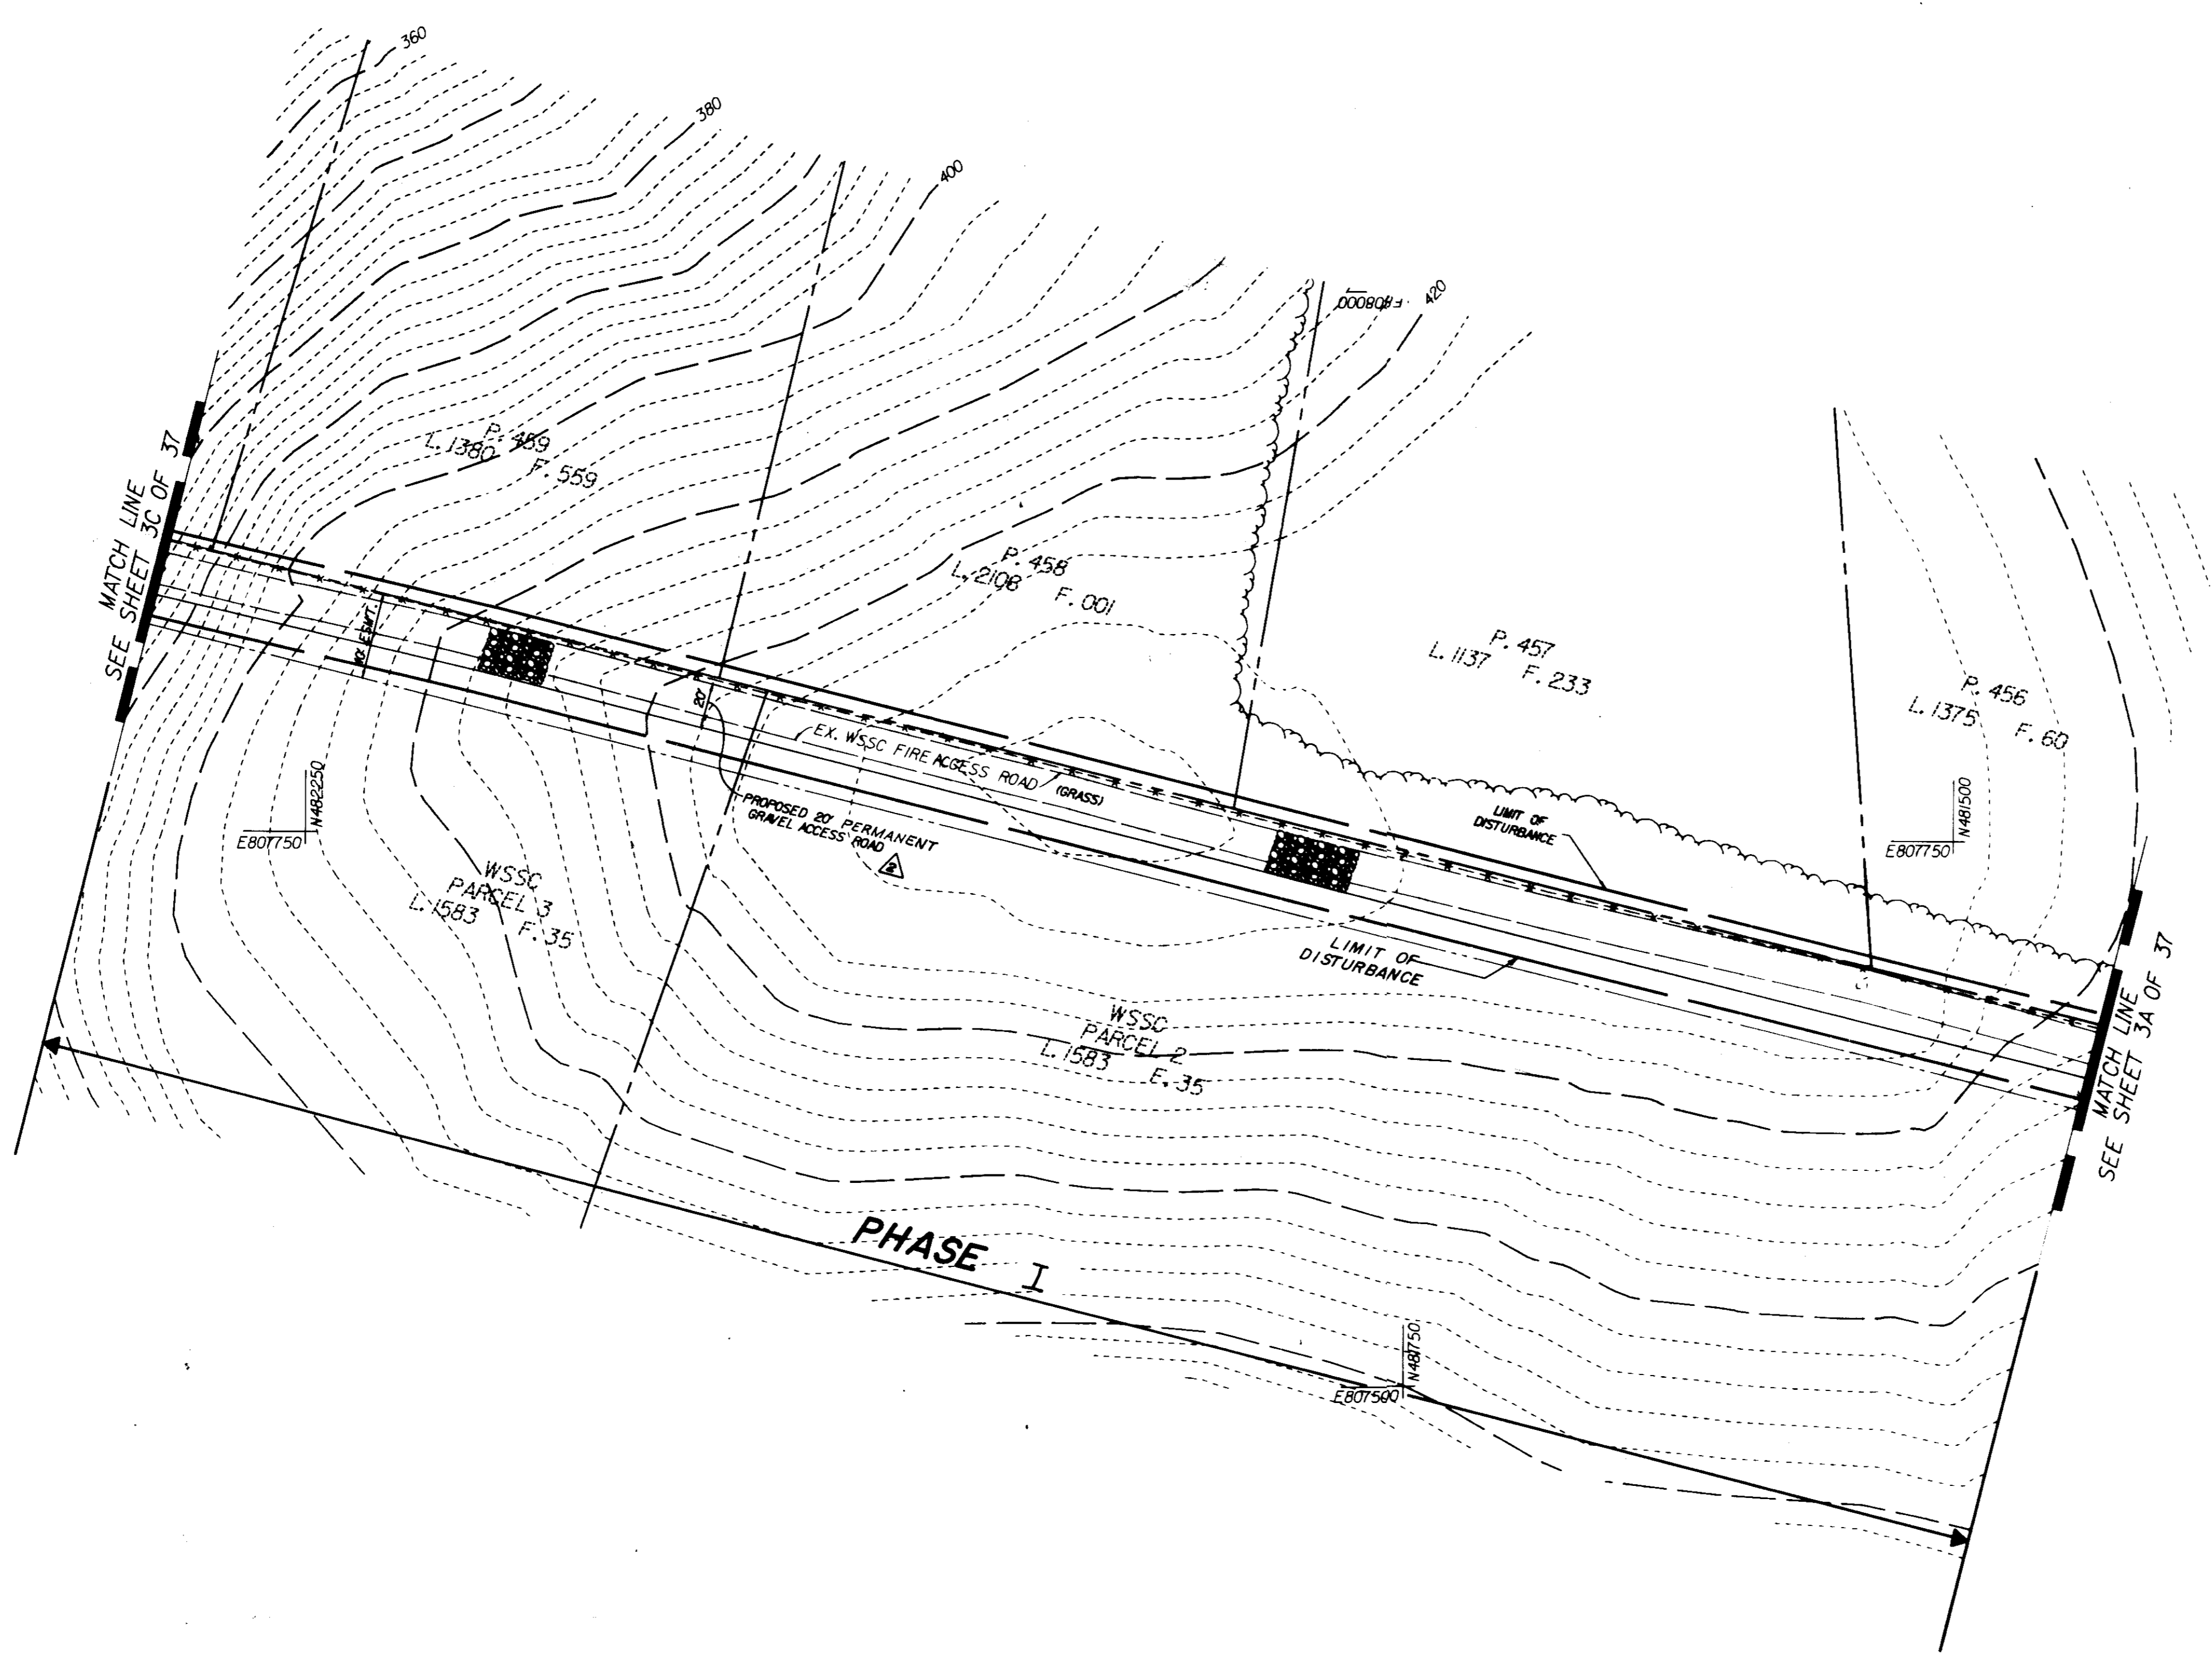 360
380
400
420
MATCH LINE
SEE SHEET 3C OF 37
P. 459
L. 1380 F. 559
P. 458
L. 2108 F. 001
P. 457
L. 1137 F. 233
P. 456
L. 1375 F. 60
ESMT.
20'
EX. WSSC FIRE ACCESS ROAD
(GRASS)
PROPOSED 20' PERMANENT
GRAVEL ACCESS ROAD
2
LIMIT OF
DISTURBANCE
LIMIT OF
DISTURBANCE
N482250
E807750
N481500
E807750
WSSC
PARCEL 3
L. 1583 F. 35
WSSC
PARCEL 2
L. 1583 F. 35
MATCH LINE
SEE SHEET 3A OF 37
PHASE I
N481750
E807500